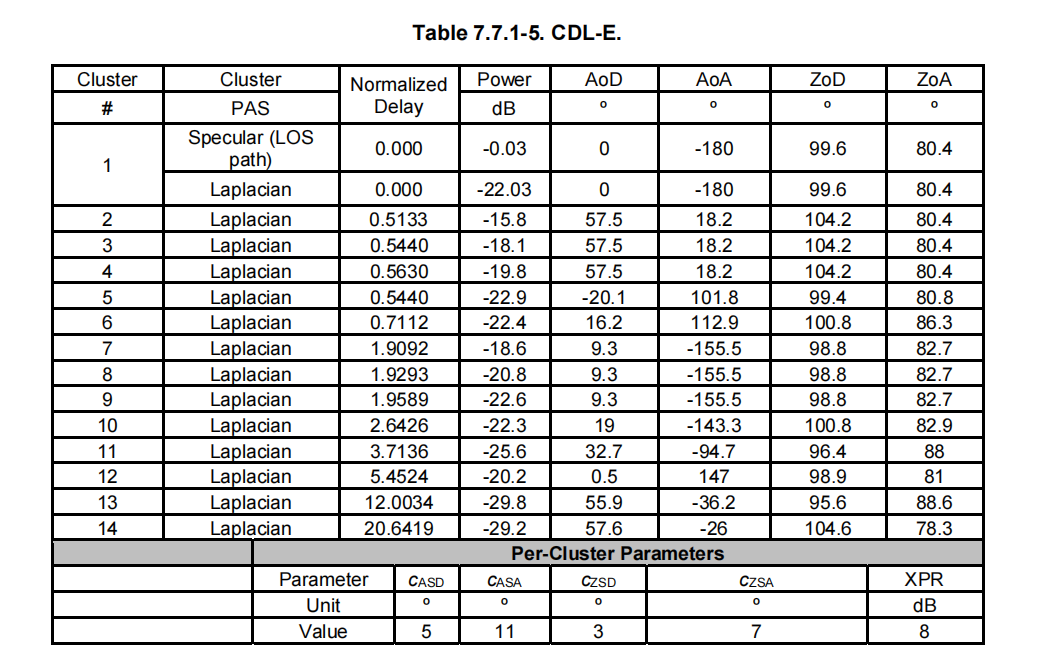 Table 7.7.1-5. CDL-E.
Cluster Cluster Normalized Delay Power AoD AoA ZoD ZoA
# PAS dB º º º º
1 Specular (LOS path) 0.000 -0.03 0 -180 99.6 80.4
Laplacian 0.000 -22.03 0 -180 99.6 80.4
2 Laplacian 0.5133 -15.8 57.5 18.2 104.2 80.4
3 Laplacian 0.5440 -18.1 57.5 18.2 104.2 80.4
4 Laplacian 0.5630 -19.8 57.5 18.2 104.2 80.4
5 Laplacian 0.5440 -22.9 -20.1 101.8 99.4 80.8
6 Laplacian 0.7112 -22.4 16.2 112.9 100.8 86.3
7 Laplacian 1.9092 -18.6 9.3 -155.5 98.8 82.7
8 Laplacian 1.9293 -20.8 9.3 -155.5 98.8 82.7
9 Laplacian 1.9589 -22.6 9.3 -155.5 98.8 82.7
10 Laplacian 2.6426 -22.3 19 -143.3 100.8 82.9
11 Laplacian 3.7136 -25.6 32.7 -94.7 96.4 88
12 Laplacian 5.4524 -20.2 0.5 147 98.9 81
13 Laplacian 12.0034 -29.8 55.9 -36.2 95.6 88.6
14 Laplacian 20.6419 -29.2 57.6 -26 104.6 78.3
Per-Cluster Parameters
Parameter cASD cASA cZSD cZSA XPR
Unit º º º º dB
Value 5 11 3 7 8